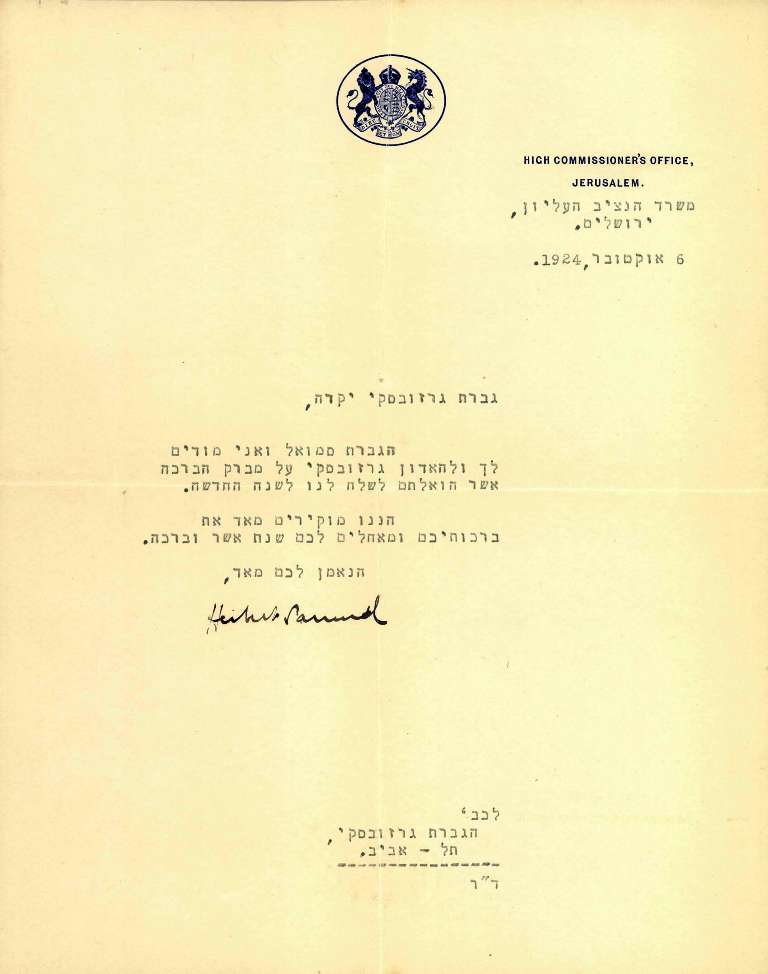 HIGH COMMISSIONER'S OFFICE,
JERUSALEM.
משרד הנציב העליון,
ירושלים.
6 אוקטובר, 1924.
גברת גרזובסקי יקרה,
הגברת סמואל ואני מודים
לך ולהאדון גרזובסקי על מברק הברכה
אשר הואלתם לשלח לנו לשנה החדשה.
הננו מוקירים מאד את
ברכותיכם ומאחלים לכם שנת אשר וברכה.
הנאמן לכם מאד,
Herbert Samuel
לכב'
הגברת גרזובסקי,
תל - אביב.
ד"ר